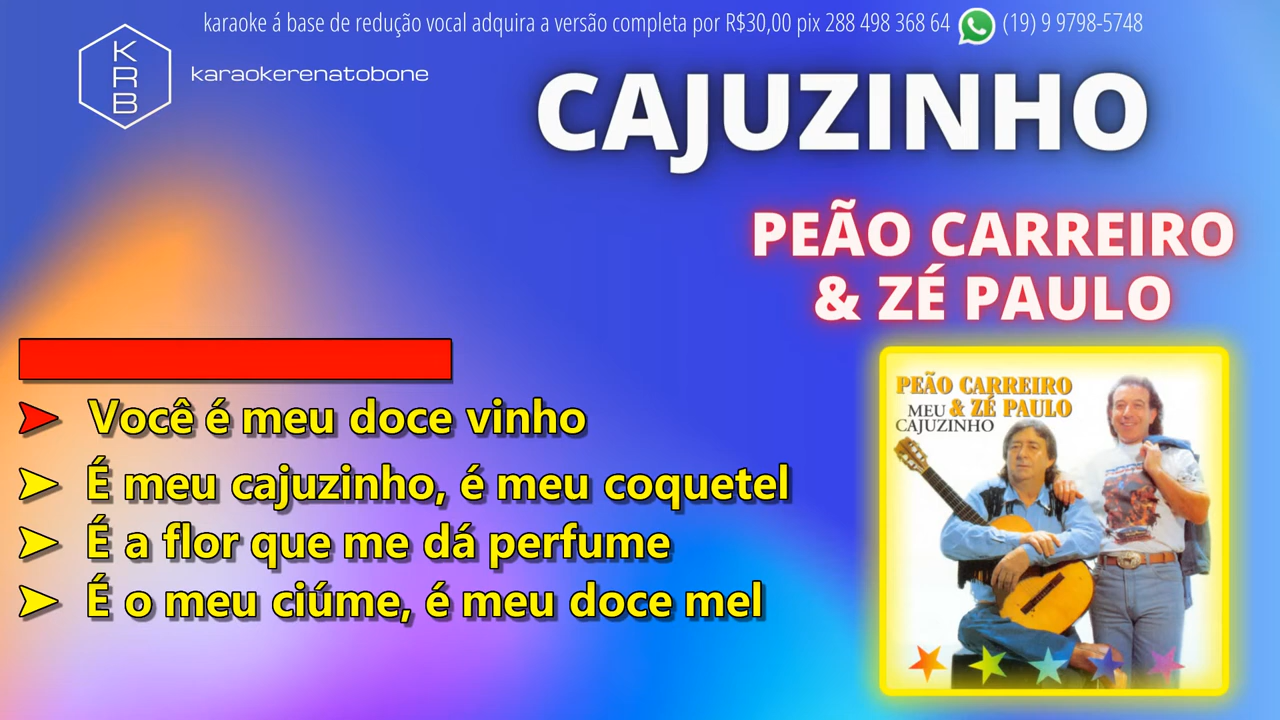 karaoke á base de redução vocal adquira a versão completa por R$30,00 pix 288 498 368 64 (19) 9 9798-5748
K
R
B
karaokerenatobone
CAJUZINHO
PEÃO CARREIRO
& ZÉ PAULO
Você é meu doce vinho
É meu cajuzinho, é meu coquetel
É a flor que me dá perfume
É o meu ciúme, é meu doce mel
PEÃO CARREIRO
& ZÉ PAULO
MEU
CAJUZINHO